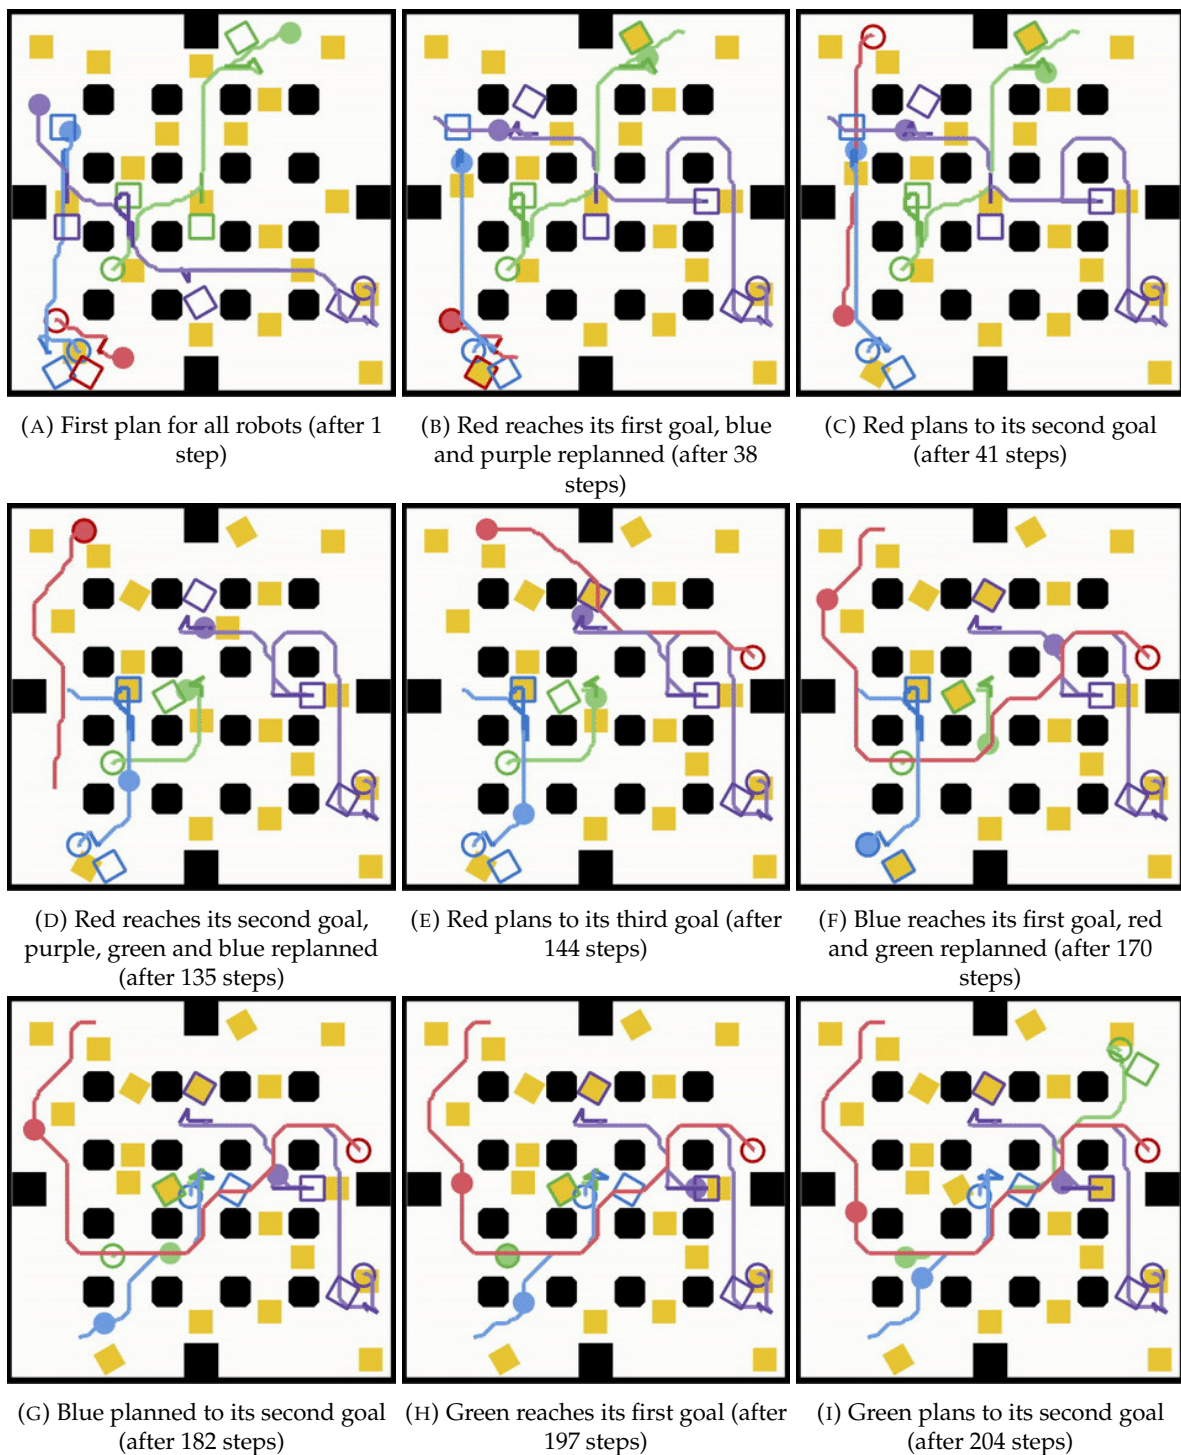 (A) First plan for all robots (after 1
step)
(B) Red reaches its first goal, blue
and purple replanned (after 38
steps)
(C) Red plans to its second goal
(after 41 steps)
(D) Red reaches its second goal,
purple, green and blue replanned
(after 135 steps)
(E) Red plans to its third goal (after
144 steps)
(F) Blue reaches its first goal, red
and green replanned (after 170
steps)
(G) Blue planned to its second goal
(after 182 steps)
(H) Green reaches its first goal (after
197 steps)
(I) Green plans to its second goal
(after 204 steps)